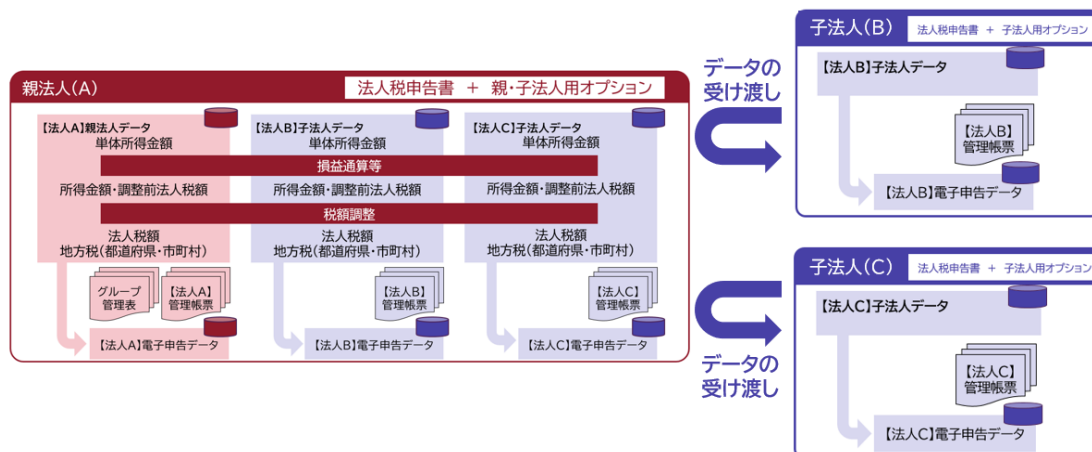 親法人(A)
法人税申告書 + 親・子法人用オプション
【法人A】親法人データ
単体所得金額
【法人B】子法人データ
単体所得金額
【法人C】子法人データ
単体所得金額
損益通算等
所得金額・調整前法人税額
所得金額・調整前法人税額
所得金額・調整前法人税額
税額調整
法人税額
地方税(都道府県・市町村)
法人税額
地方税(都道府県・市町村)
法人税額
地方税(都道府県・市町村)
グループ
管理表
【法人A】
管理帳票
【法人B】
管理帳票
【法人C】
管理帳票
【法人A】電子申告データ
【法人B】電子申告データ
【法人C】電子申告データ
データの
受け渡し
データの
受け渡し
子法人(B)
法人税申告書 + 子法人用オプション
【法人B】子法人データ
【法人B】
管理帳票
【法人B】電子申告データ
子法人(C)
法人税申告書 + 子法人用オプション
【法人C】子法人データ
【法人C】
管理帳票
【法人C】電子申告データ